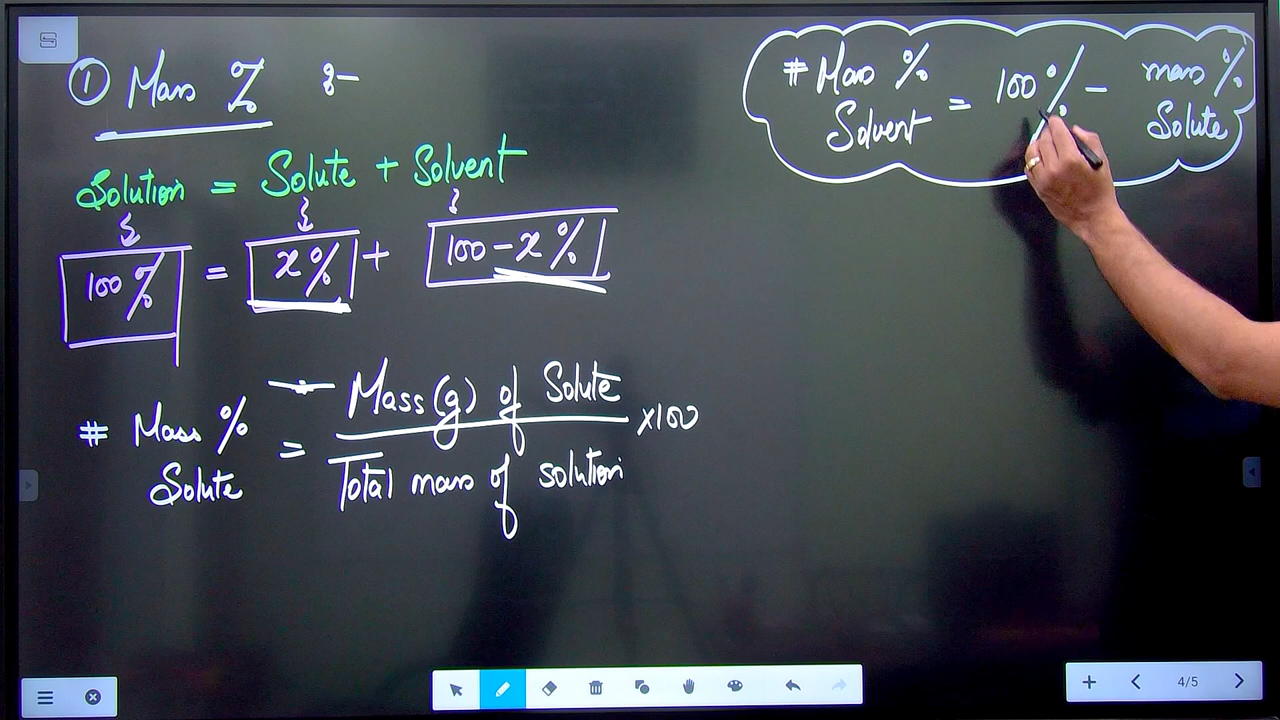 ① Mass % :-
Solution = Solute + Solvent
100% = x% + 100-x%
# Mass % Solute = Mass(g) of Solute / Total mass of solution ×100
# Mass % Solvent = 100% - mass % Solute
4/5